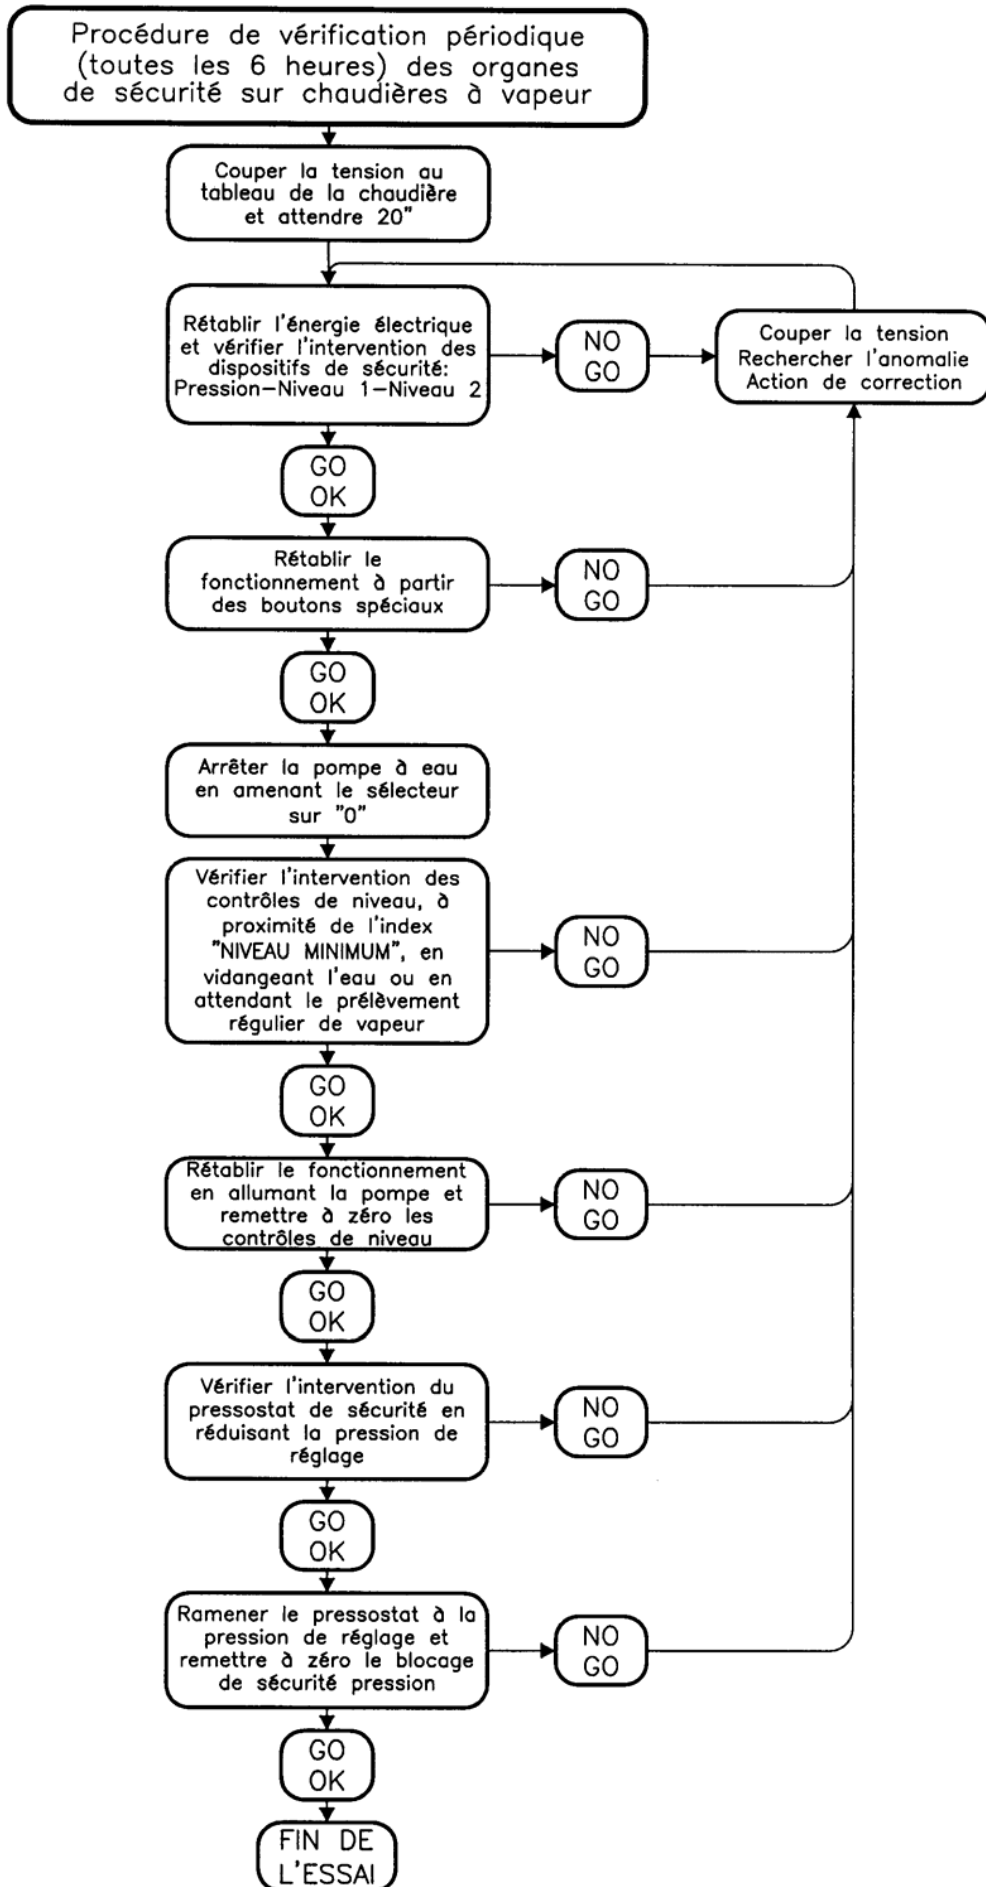 Procédure de vérification périodique
(toutes les 6 heures) des organes
de sécurité sur chaudières à vapeur
Couper la tension au
tableau de la chaudière
et attendre 20"
Rétablir l'énergie électrique
et vérifier l'intervention des
dispositifs de sécurité:
Pression-Niveau 1-Niveau 2
NO
GO
Couper la tension
Rechercher l'anomalie
Action de correction
GO
OK
Rétablir le
fonctionnement à partir
des boutons spéciaux
NO
GO
GO
OK
Arrêter la pompe à eau
en amenant le sélecteur
sur "0"
Vérifier l'intervention des
contrôles de niveau, à
proximité de l'index
"NIVEAU MINIMUM", en
vidangeant l'eau ou en
attendant le prélèvement
régulier de vapeur
NO
GO
GO
OK
Rétablir le fonctionnement
en allumant la pompe et
remettre à zéro les
contrôles de niveau
NO
GO
GO
OK
Vérifier l'intervention du
pressostat de sécurité en
réduisant la pression de
réglage
NO
GO
GO
OK
Ramener le pressostat à la
pression de réglage et
remettre à zéro le blocage
de sécurité pression
NO
GO
GO
OK
FIN DE
L'ESSAI